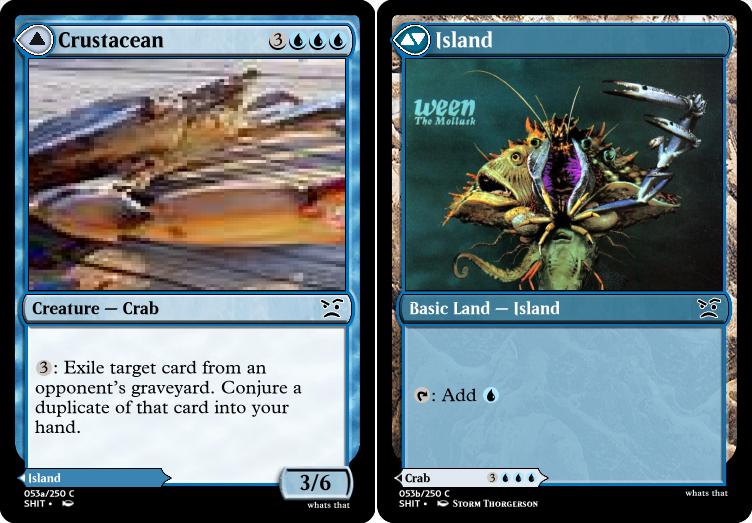 Crustacean 3
Creature — Crab
3: Exile target card from an
opponent's graveyard. Conjure a
duplicate of that card into your
hand.
Island
3/6
053a/250 C
SHIT •
whats that
Island
ween
The Mollusk
Basic Land — Island
: Add
Crab 3
053b/250 C
SHIT • Storm Thorgerson
whats that